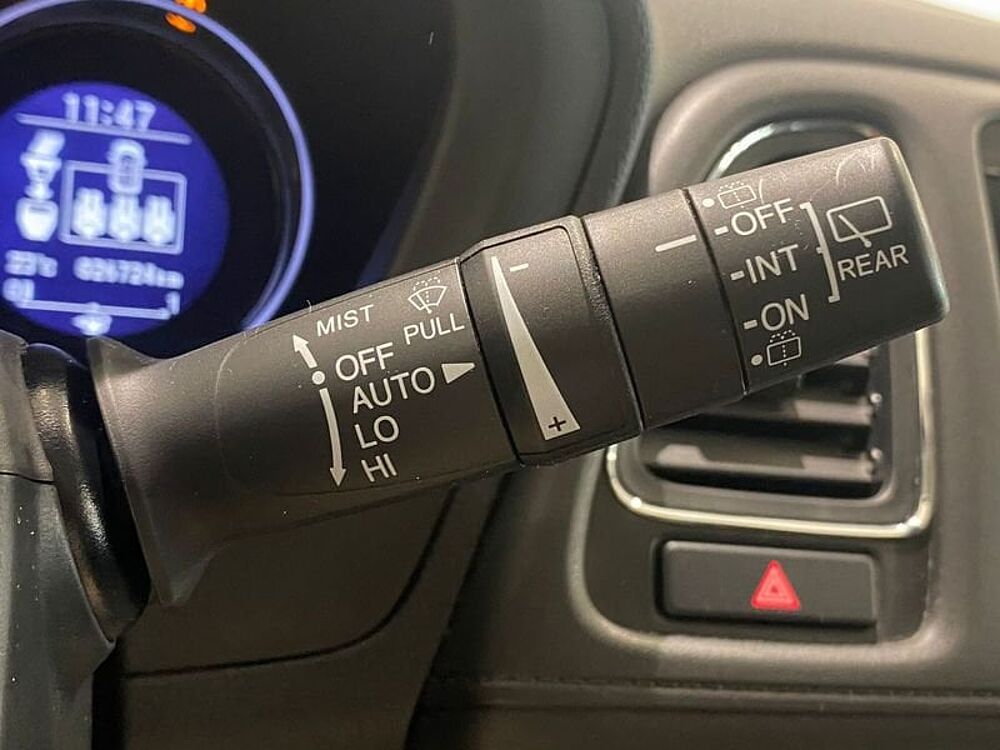 11:47
MIST
PULL
OFF
AUTO
LO
HI
-
+
OFF
INT
ON
REAR